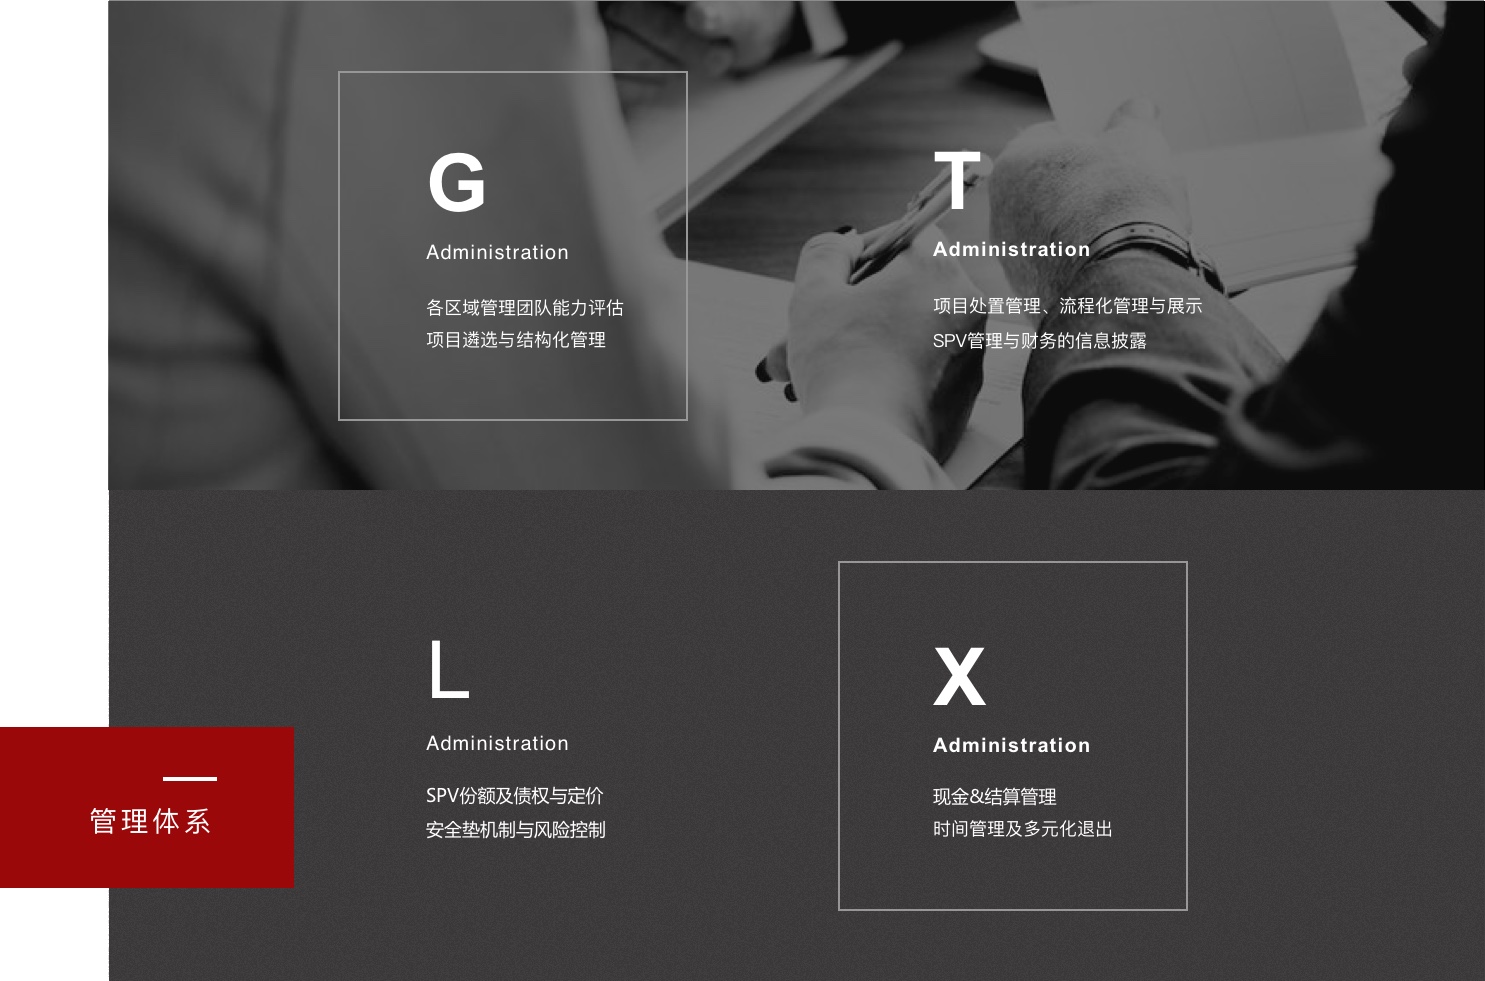 G
Administration
各区域管理团队能力评估
项目遴选与结构化管理
T
Administration
项目处置管理、流程化管理与展示
SPV管理与财务的信息披露
L
Administration
SPV份额及债权与定价
安全垫机制与风险控制
X
Administration
现金&结算管理
时间管理及多元化退出
管理体系